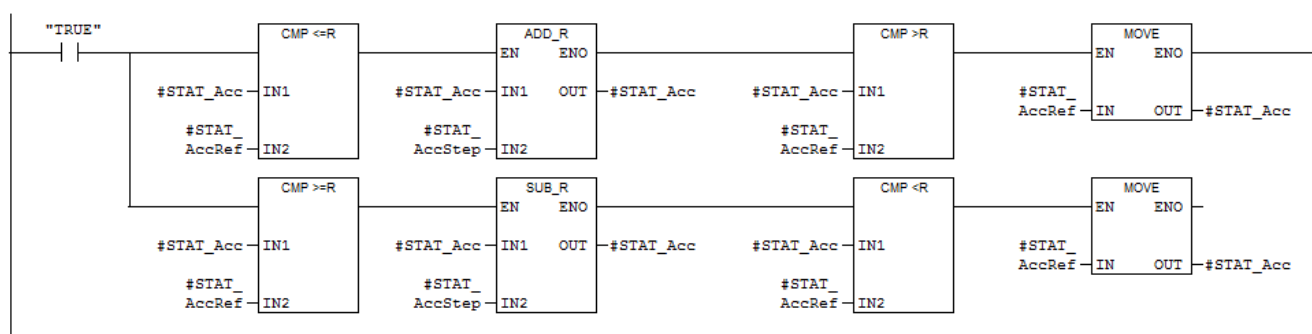 "TRUE"
CMP <=R
ADD_R
CMP >R
MOVE
EN ENO
EN ENO
#STAT_Acc IN1
#STAT_Acc IN1 OUT #STAT_Acc
#STAT_Acc IN1
#STAT_
AccRef IN OUT #STAT_Acc
#STAT_
AccRef IN2
#STAT_
AccStep IN2
#STAT_
AccRef IN2
CMP >=R
SUB_R
CMP <R
MOVE
EN ENO
EN ENO
#STAT_Acc IN1
#STAT_Acc IN1 OUT #STAT_Acc
#STAT_Acc IN1
#STAT_
AccRef IN OUT #STAT_Acc
#STAT_
AccRef IN2
#STAT_
AccStep IN2
#STAT_
AccRef IN2